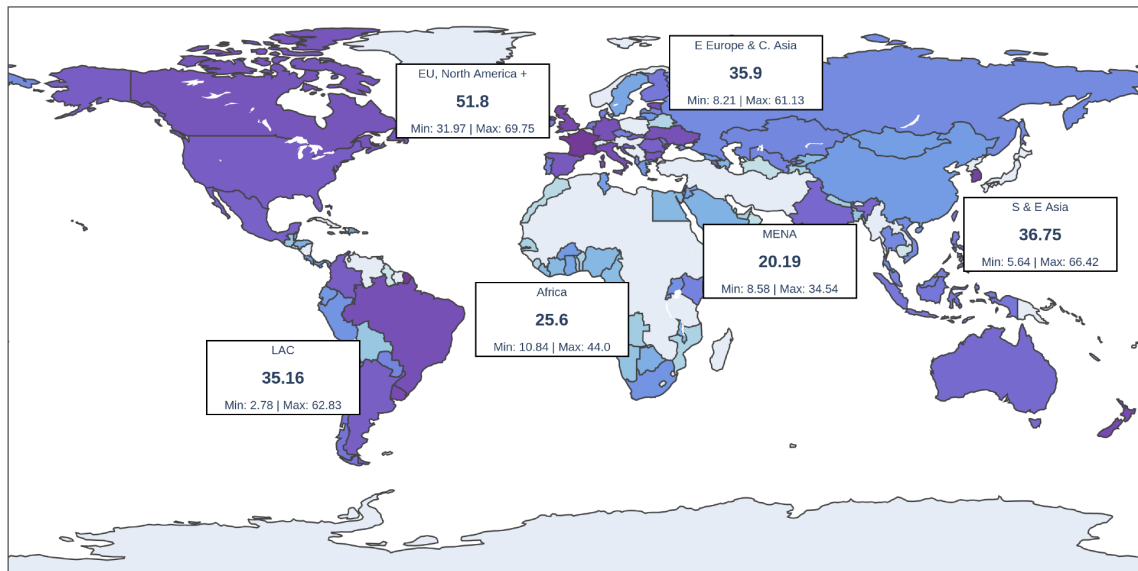 E Europe & C. Asia
35.9
Min: 8.21 | Max: 61.13
EU, North America +
51.8
Min: 31.97 | Max: 69.75
S & E Asia
36.75
Min: 5.64 | Max: 66.42
MENA
20.19
Min: 8.58 | Max: 34.54
Africa
25.6
Min: 10.84 | Max: 44.0
LAC
35.16
Min: 2.78 | Max: 62.83